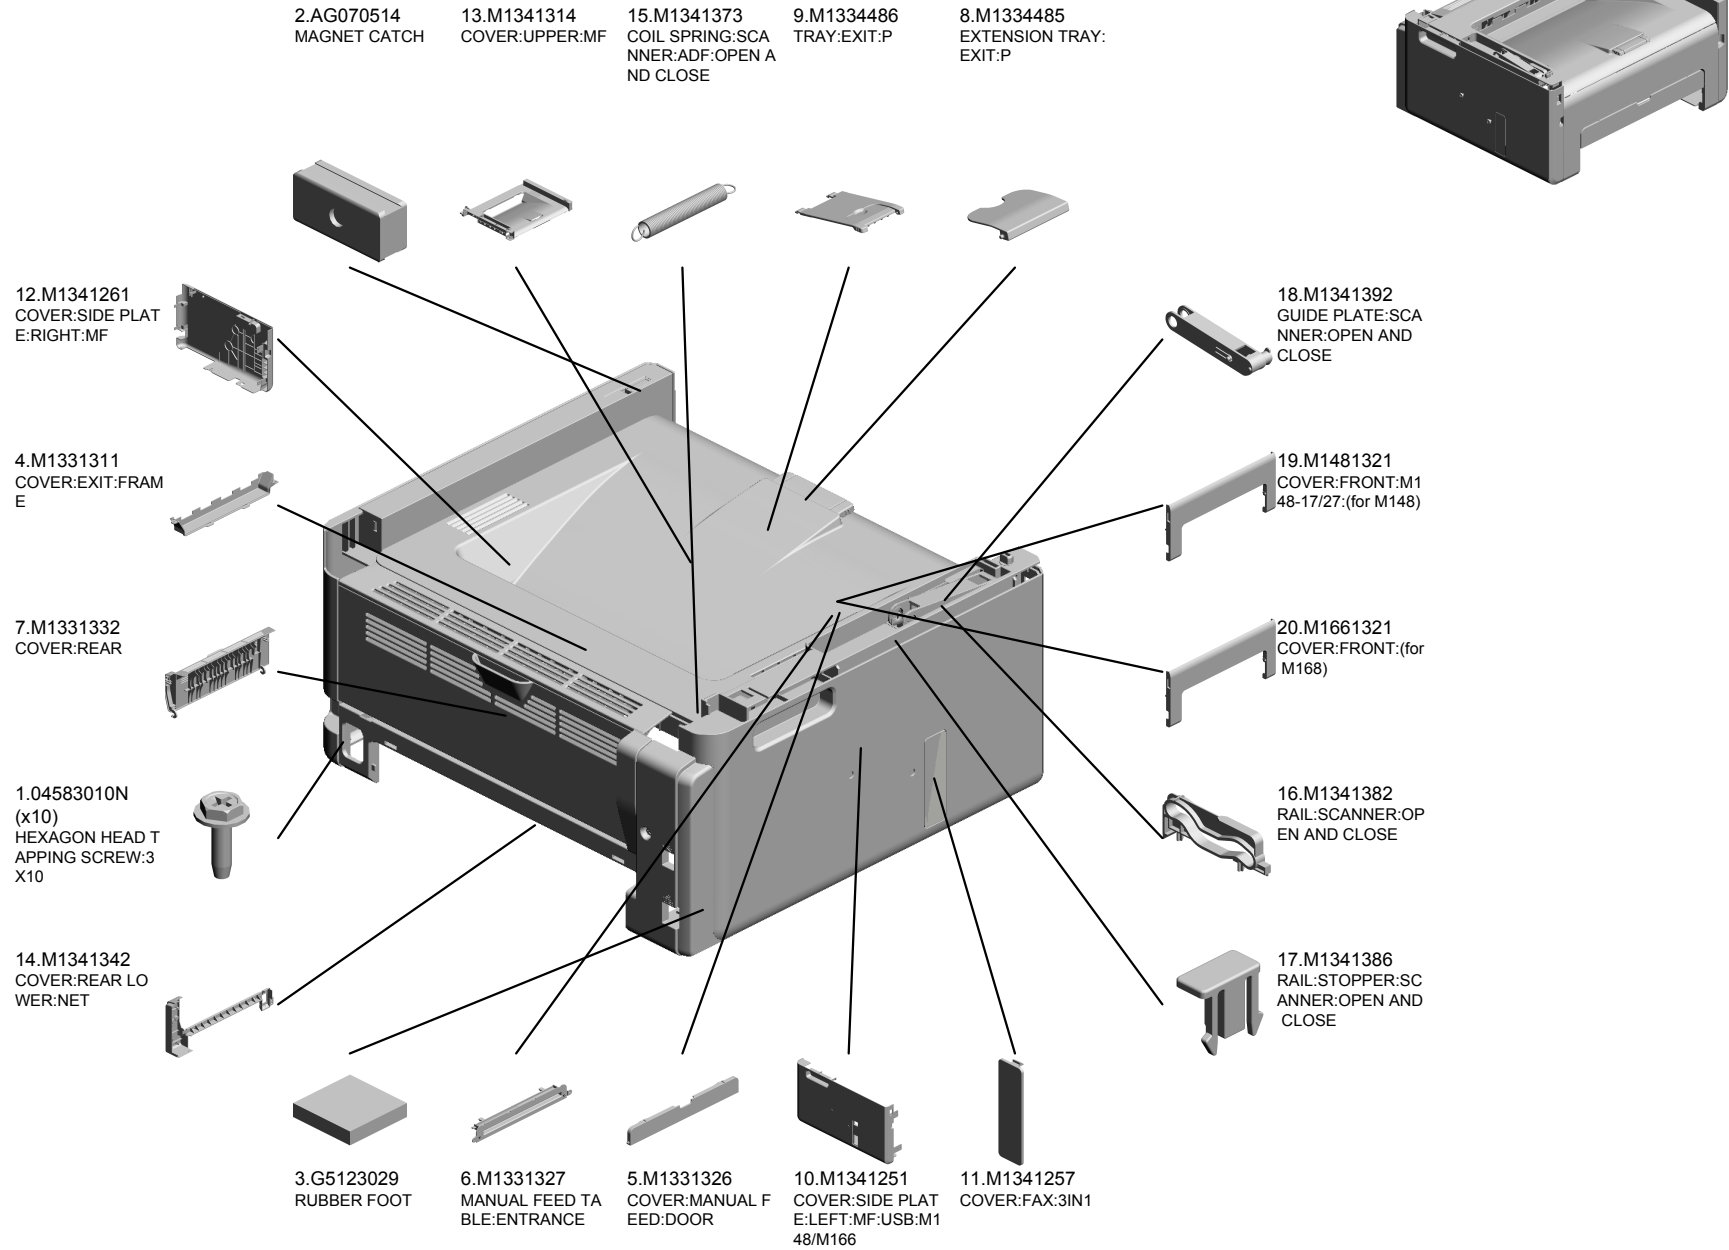 2.AG070514
MAGNET CATCH
13.M1341314
COVER:UPPER:MF
15.M1341373
COIL SPRING:SCA
NNER:ADF:OPEN A
ND CLOSE
9.M1334486
TRAY:EXIT:P
8.M1334485
EXTENSION TRAY:
EXIT:P
12.M1341261
COVER:SIDE PLAT
E:RIGHT:MF
18.M1341392
GUIDE PLATE:SCA
NNER:OPEN AND
CLOSE
4.M1331311
COVER:EXIT:FRAM
E
19.M1481321
COVER:FRONT:M1
48-17/27:(for M148)
7.M1331332
COVER:REAR
20.M1661321
COVER:FRONT:(for
M168)
1.04583010N
(x10)
HEXAGON HEAD T
APPING SCREW:3
X10
16.M1341382
RAIL:SCANNER:OP
EN AND CLOSE
14.M1341342
COVER:REAR LO
WER:NET
17.M1341386
RAIL:STOPPER:SC
ANNER:OPEN AND
CLOSE
3.G5123029
RUBBER FOOT
6.M1331327
MANUAL FEED TA
BLE:ENTRANCE
5.M1331326
COVER:MANUAL F
EED:DOOR
10.M1341251
COVER:SIDE PLAT
E:LEFT:MF:USB:M1
48/M166
11.M1341257
COVER:FAX:3IN1